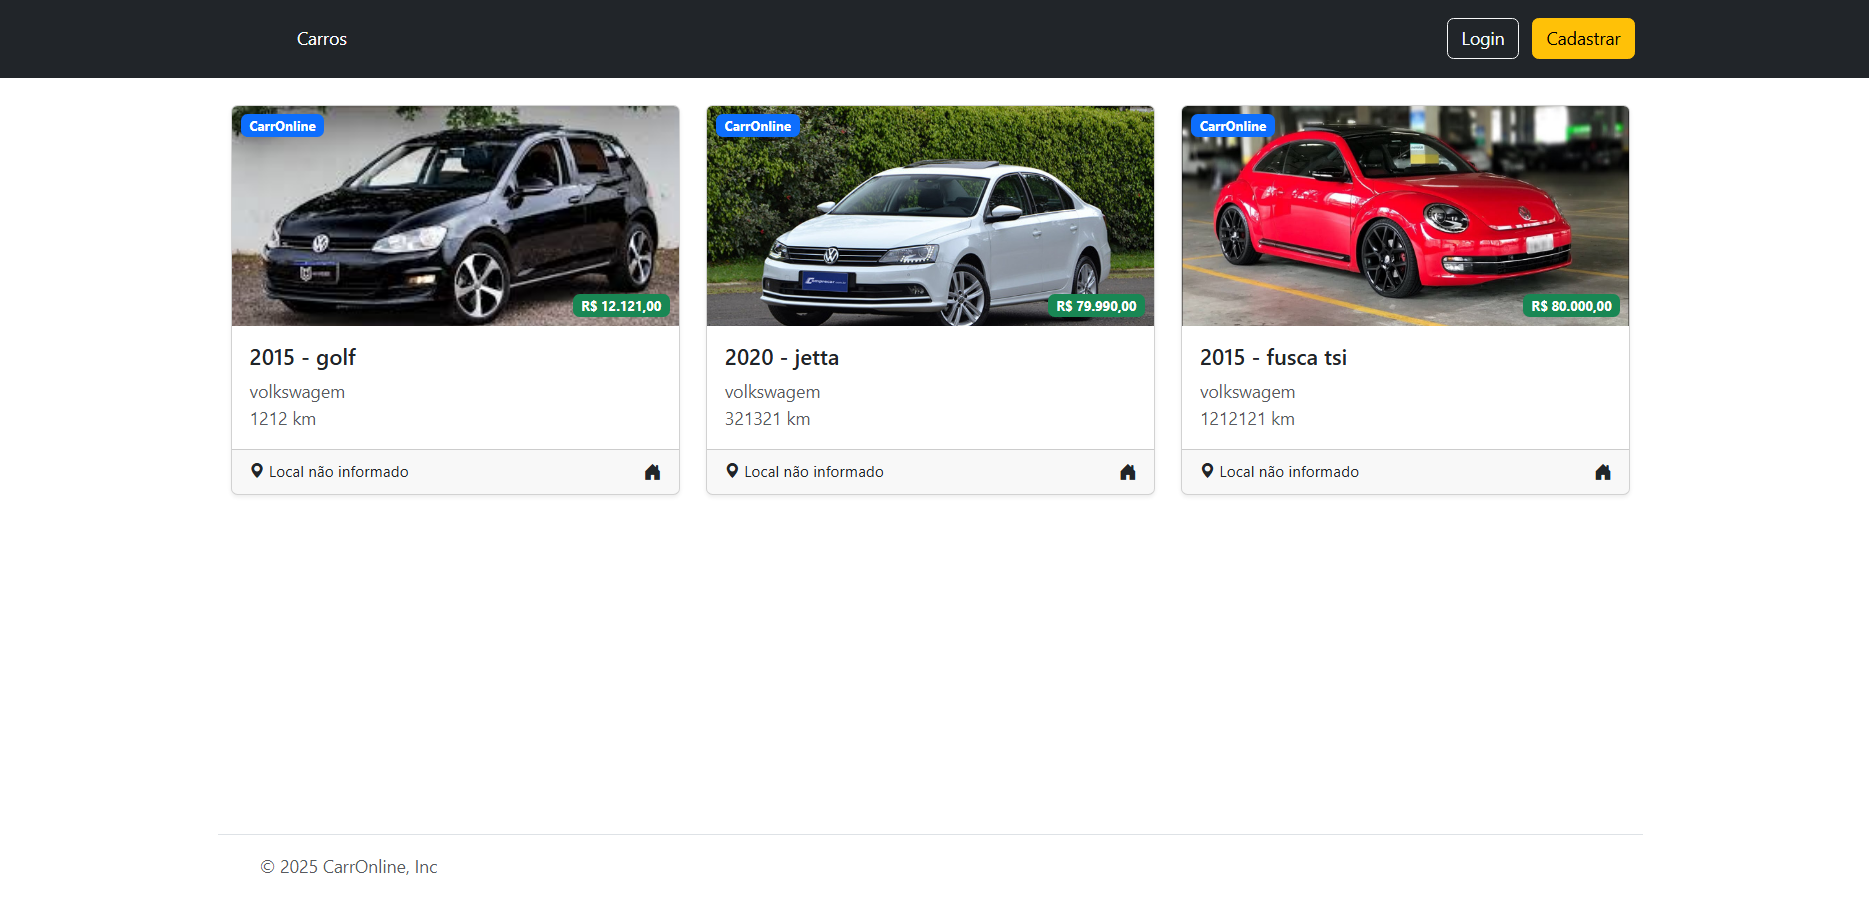 Carros
Login
Cadastrar
CarrOnline
R$ 12.121,00
2015 - golf
volkswagem
1212 km
Local não informado
CarrOnline
R$ 79.990,00
2020 - jetta
volkswagem
321321 km
Local não informado
CarrOnline
R$ 80.000,00
2015 - fusca tsi
volkswagem
1212121 km
Local não informado
© 2025 CarrOnline, Inc